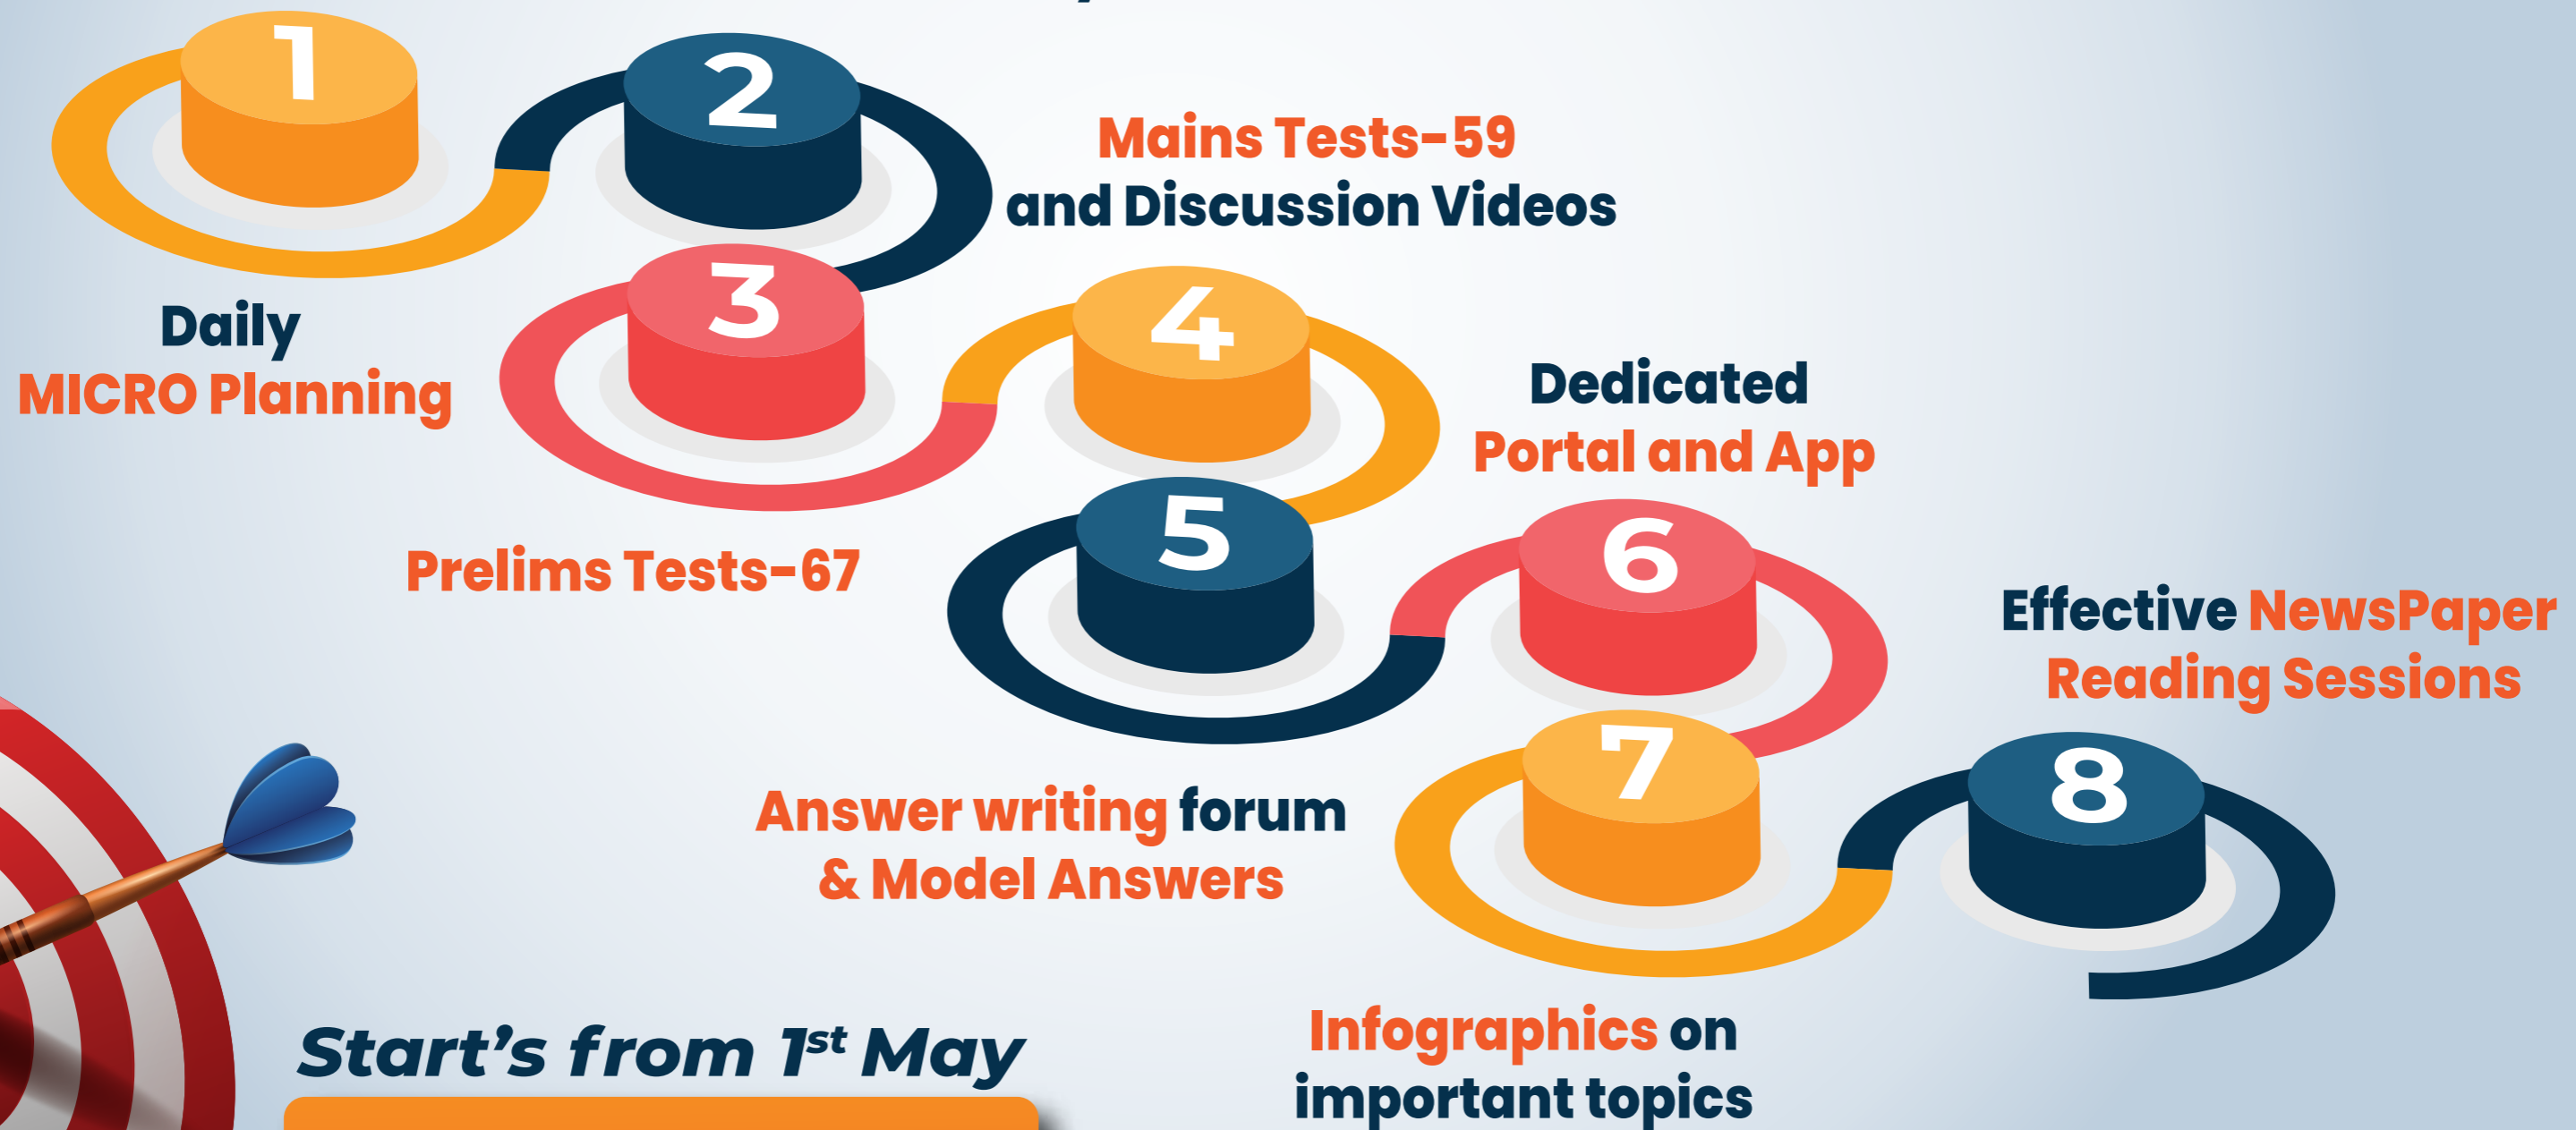 1
2
Mains Tests-59
and Discussion Videos
3
Daily
MICRO Planning
4
Dedicated
Portal and App
5
6
Prelims Tests-67
Effective NewsPaper
Reading Sessions
7
8
Answer writing forum
& Model Answers
Infographics on
important topics
Start's from 1st May